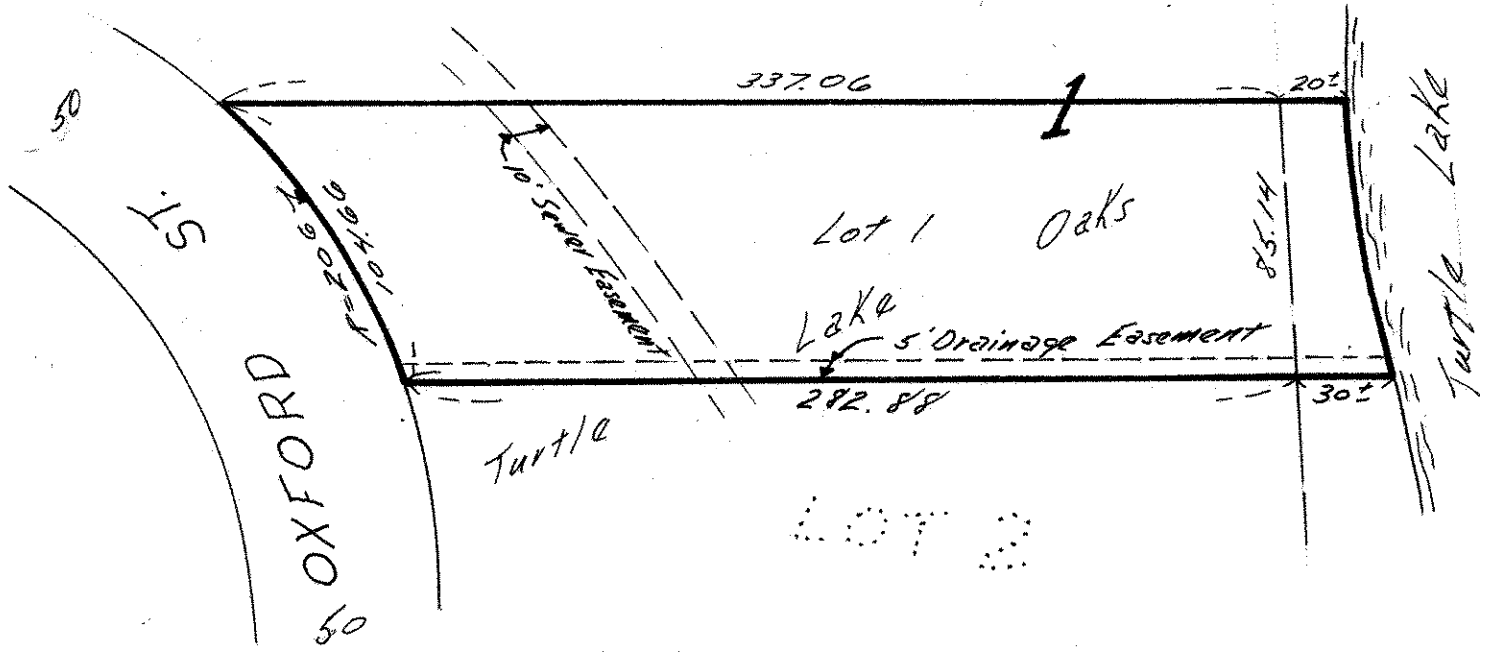 337.06
20±
1
50
ST.
10' Sewer Easement
r=206.7
104.66
Lot 1
Oaks
85.14
Turtle Lake
Lake
5' Drainage Easement
282.88
30±
Turtle
OXFORD
50
LOT 2